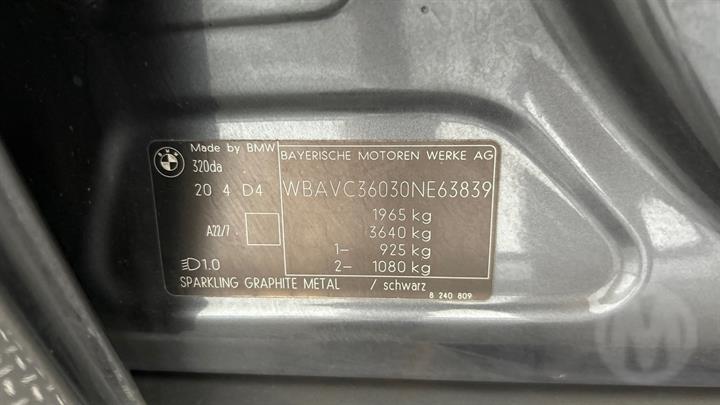 Made by BMW
320da
20 4 D4
A22/7
1.0
BAYERISCHE MOTOREN WERKE AG
WBAVC36030NE63839
1965 kg
3640 kg
1- 925 kg
2- 1080 kg
SPARKLING GRAPHITE METAL / schwarz
8 240 809
M